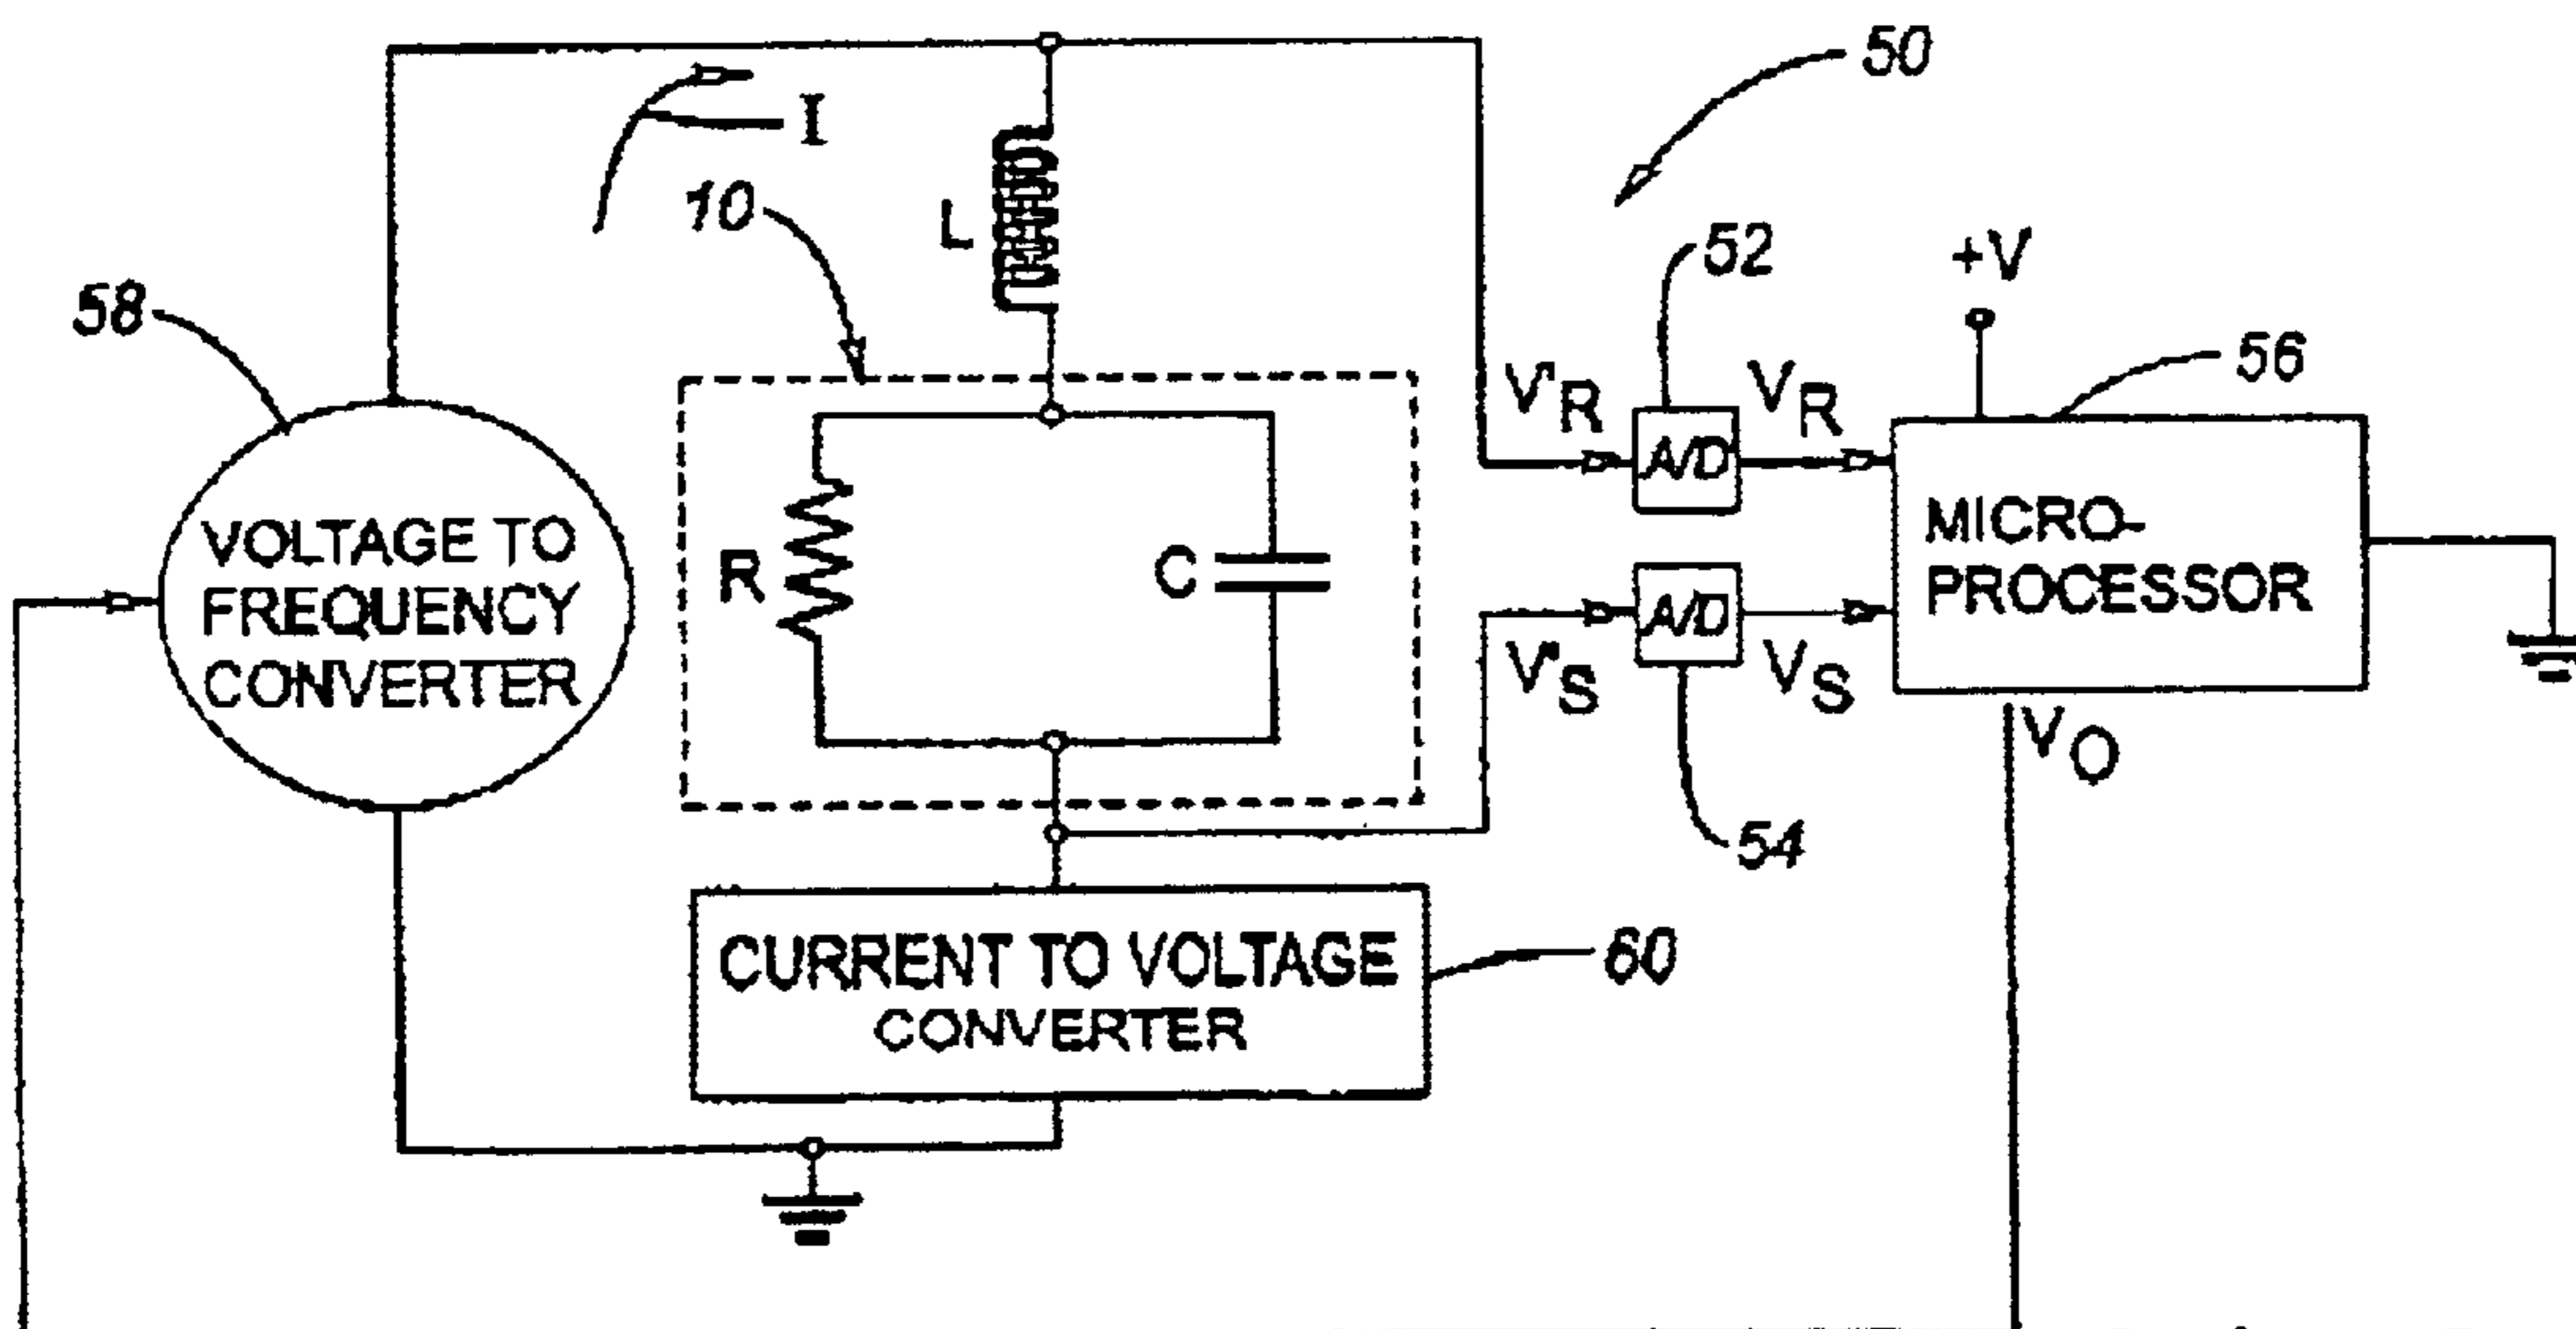 50
I
10
L
52
+V
58
56
V'R
A/D
VR
VOLTAGE TO
FREQUENCY
CONVERTER
R
C
MICRO-
PROCESSOR
A/D
V'S
VS
VO
54
CURRENT TO VOLTAGE
CONVERTER
60